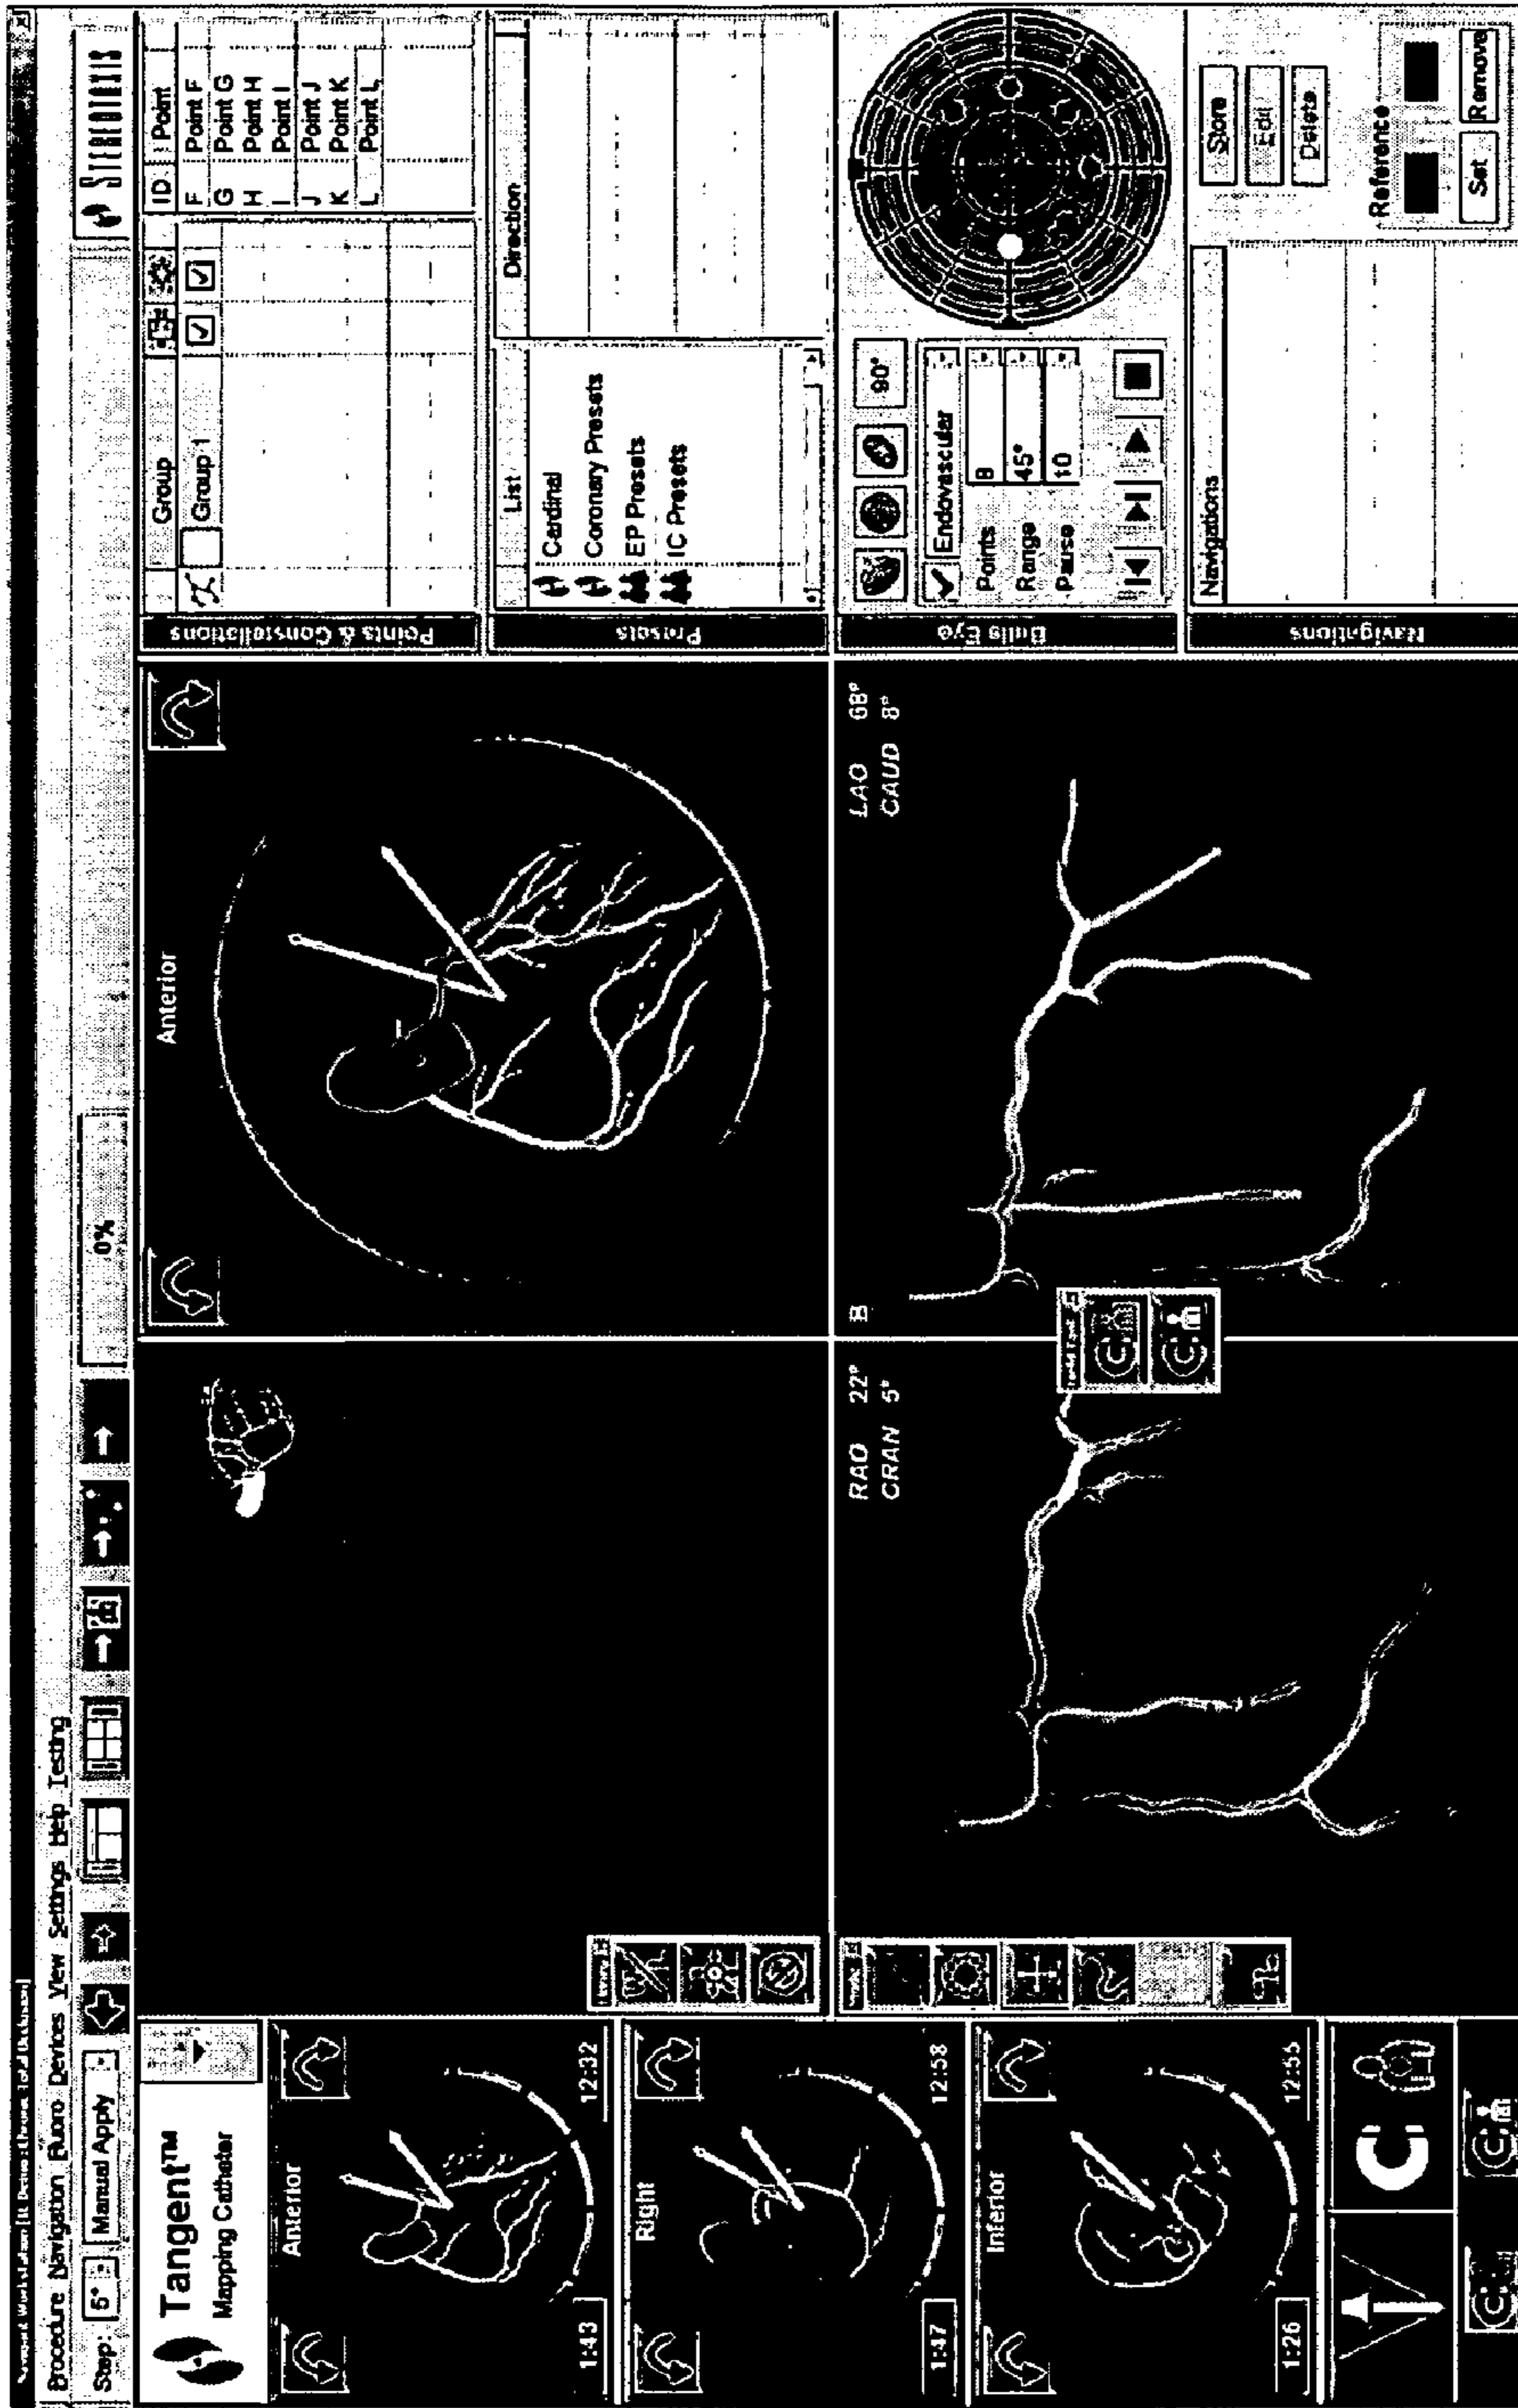 Procedure Navigation Fluoro Devices View Settings Help Testing
Step: 5° Manual Apply
0%
STEREOTAXIS
Tangent™
Mapping Catheter
Anterior
1:43
12:32
Right
1:47
12:58
Inferior
1:26
12:55
Anterior
RAO 22°
CRAN 5°
B
LAO 68°
CAUD 8°
Points & Constellations
Group
Group 1
ID Point
F Point F
G Point G
H Point H
I Point I
J Point J
K Point K
L Point L
Presets
List
Direction
Cardinal
Coronary Presets
EP Presets
IC Presets
Bulls Eye
90°
Endovascular
Points 8
Range 45°
Pause 10
Navigations
Navigations
Store
Edit
Delete
Reference
Set
Remove